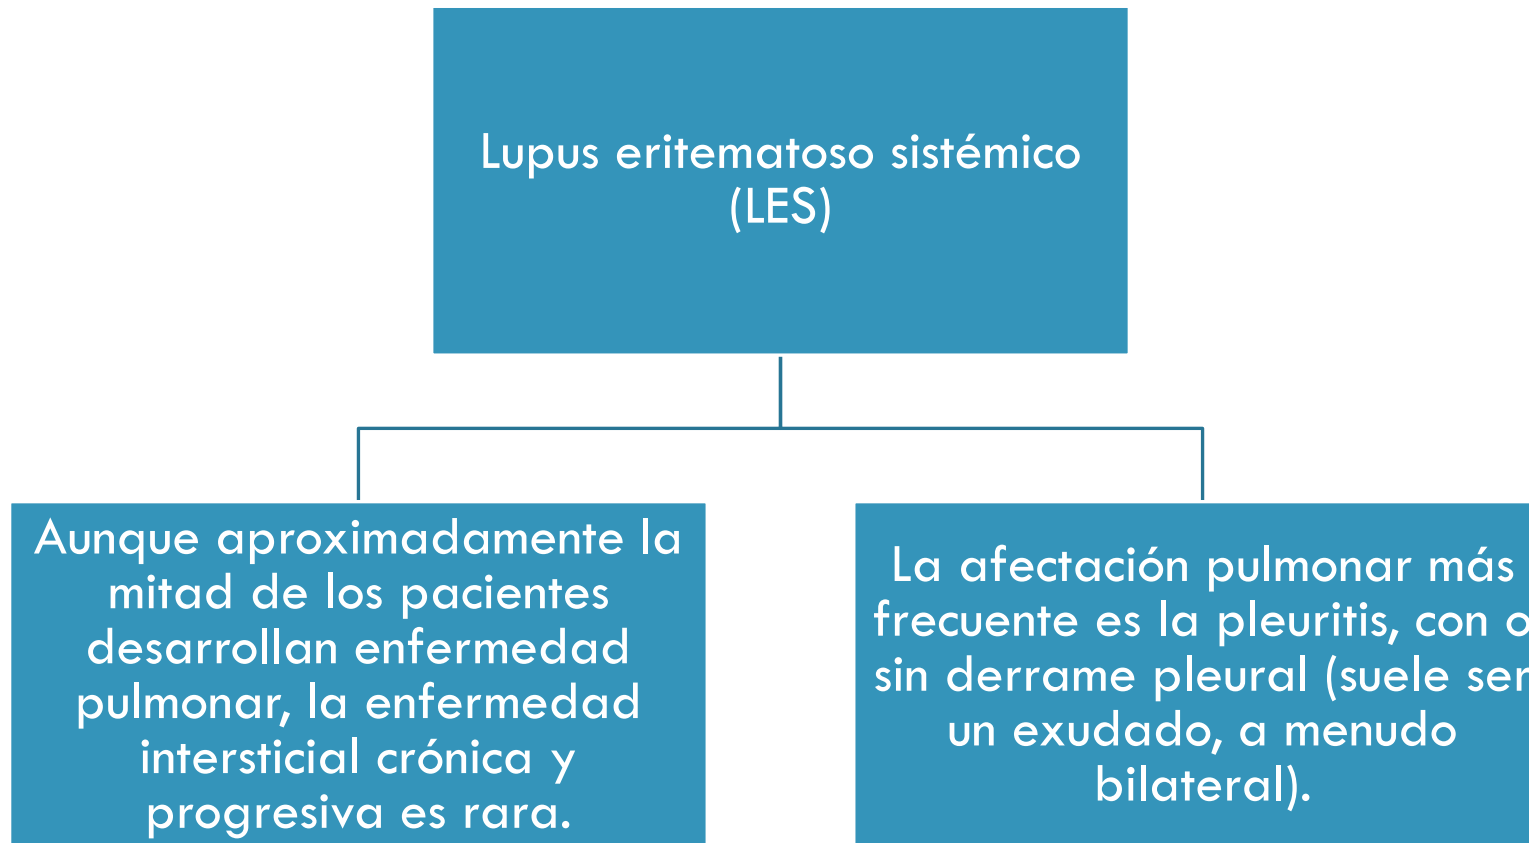 Lupus eritematoso sistémico
(LES)
Aunque aproximadamente la
mitad de los pacientes
desarrollan enfermedad
pulmonar, la enfermedad
intersticial crónica y
progresiva es rara.
La afectación pulmonar más
frecuente es la pleuritis, con o
sin derrame pleural (suele ser
un exudado, a menudo
bilateral).